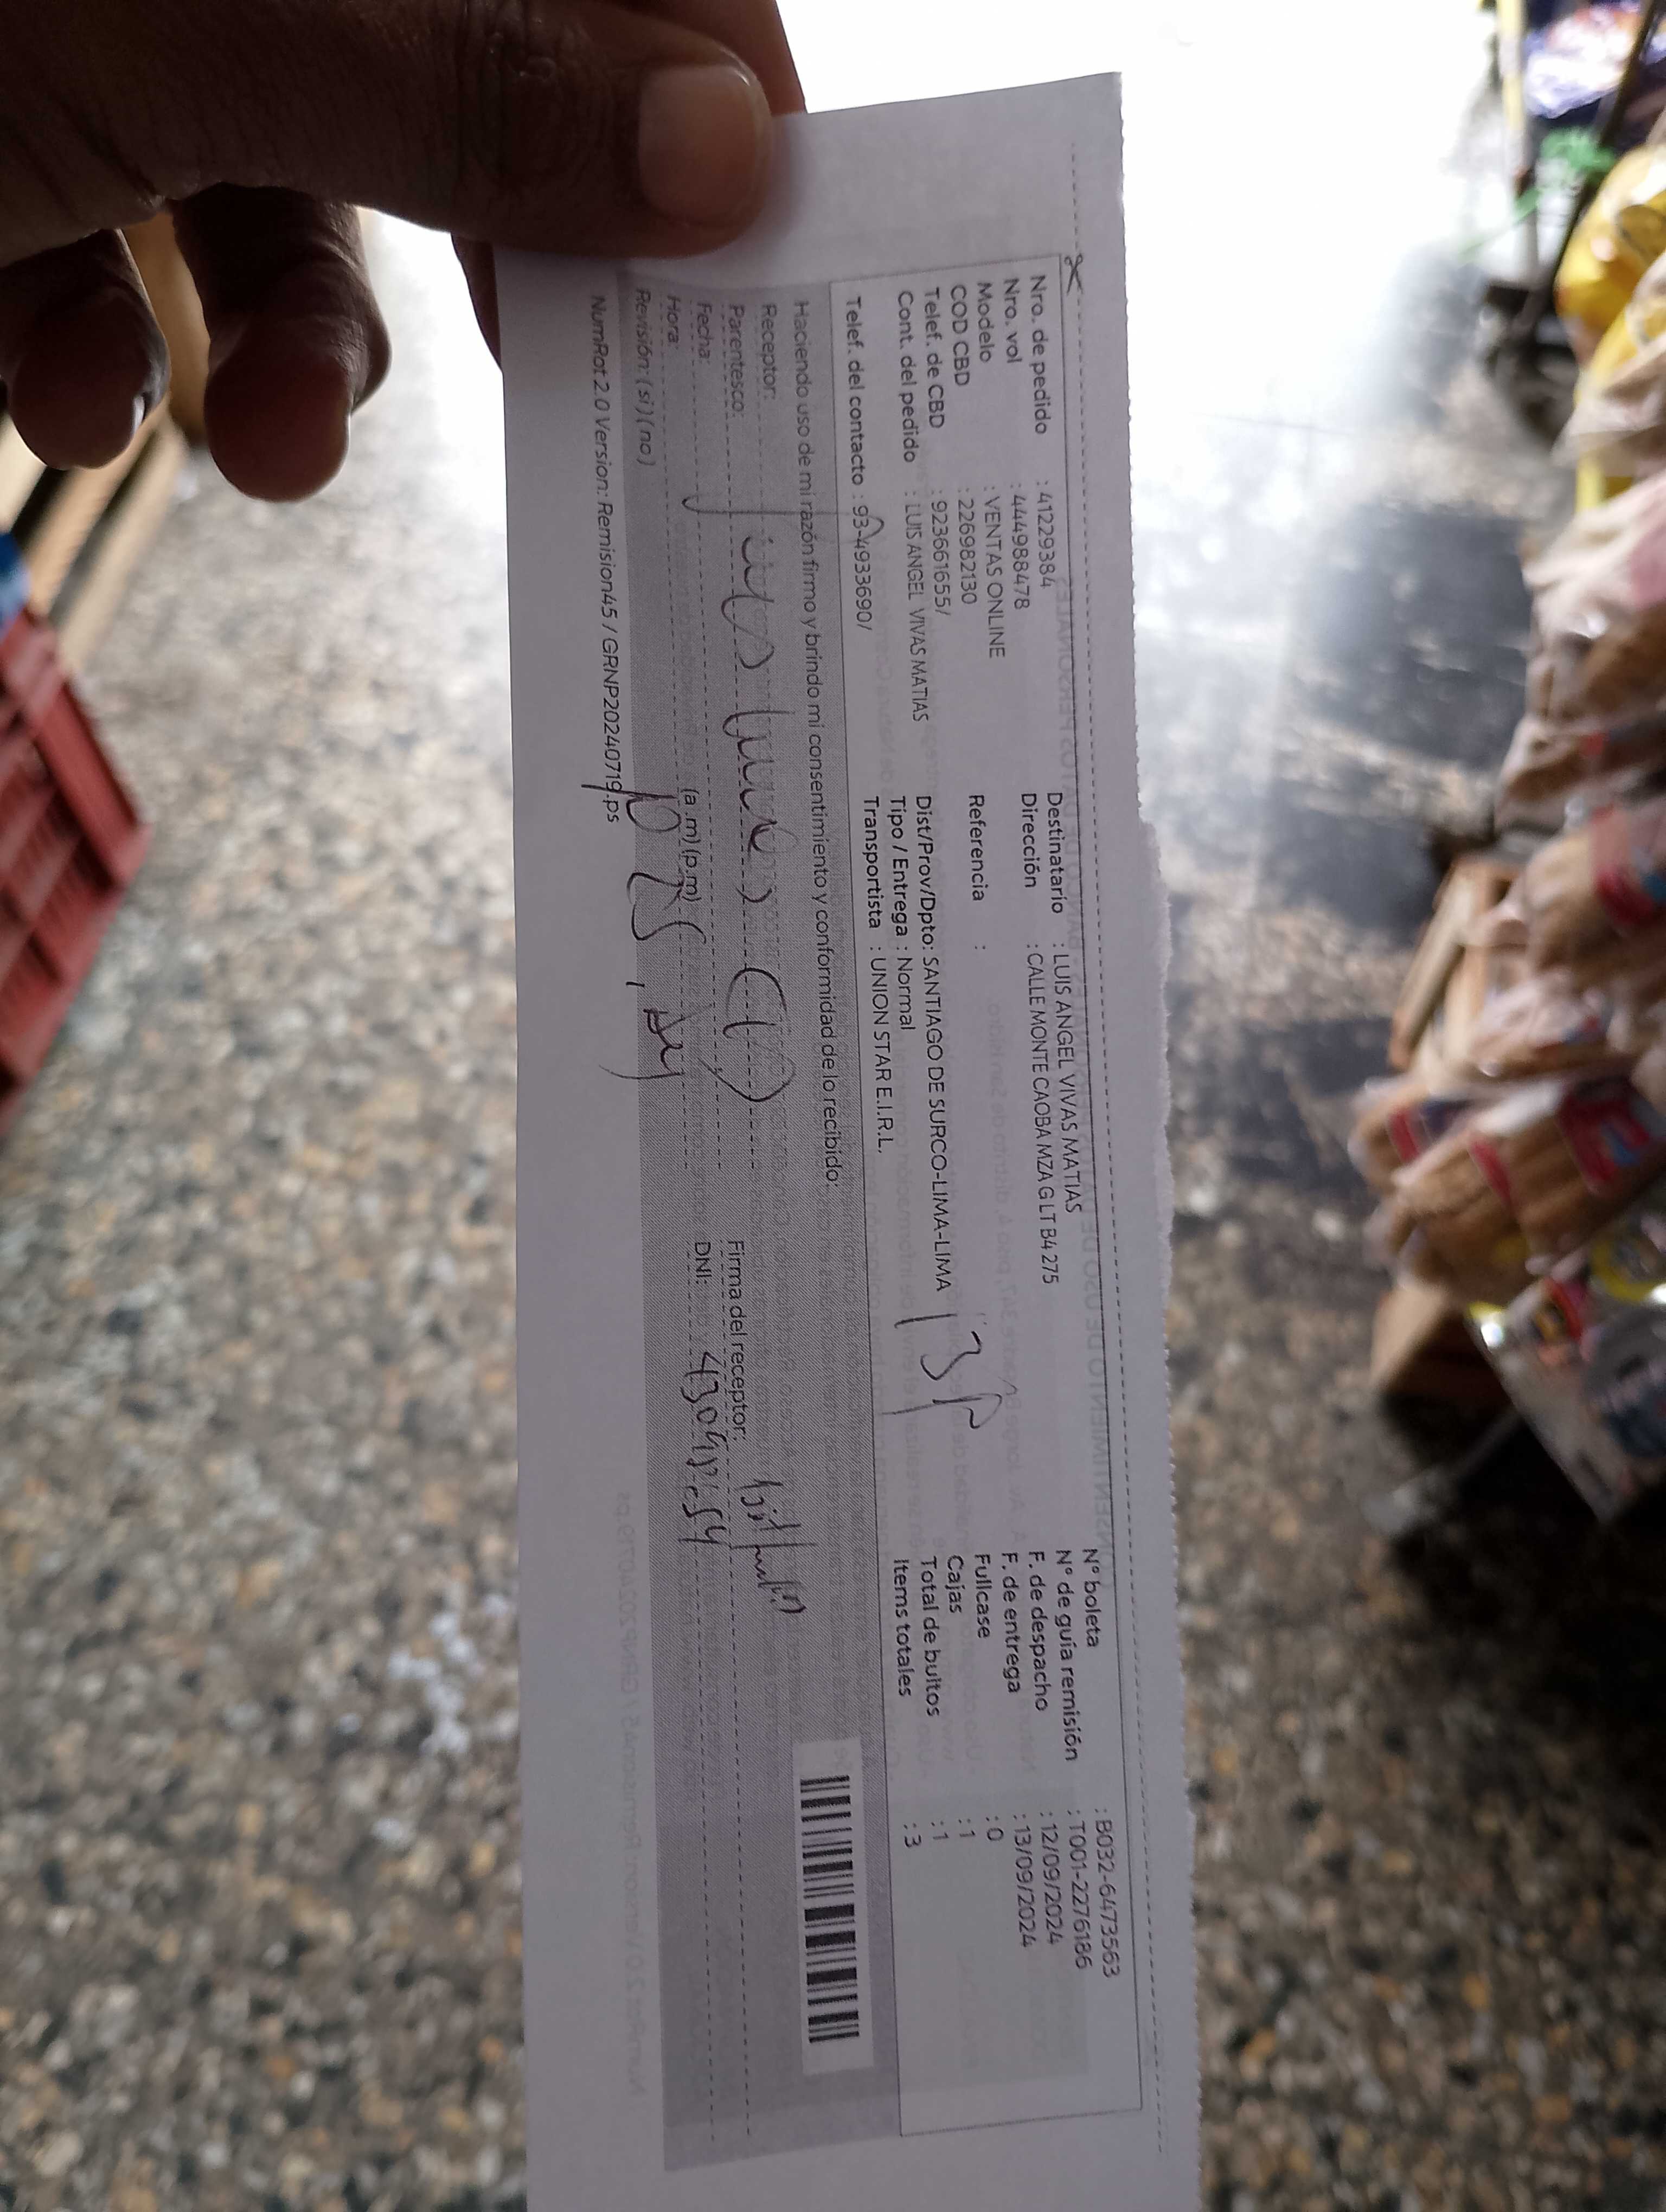 Nro. de pedido : 41229384
Nro. vol : 444988478
Modelo : VENTAS ONLINE
COD CBD : 226982130
Telef. de CBD : 923661655/
Cont. del pedido : LUIS ANGEL VIVAS MATIAS
Telef. del contacto : 93-4933690/
Destinatario : LUIS ANGEL VIVAS MATIAS
Dirección : CALLE MONTE CAOBA MZA G LT B4 275
Referencia :
Dist/Prov/Dpto: SANTIAGO DE SURCO-LIMA-LIMA
Tipo / Entrega : Normal
Transportista : UNION STAR E.I.R.L.
N° boleta : B032-6473563
N° de guía remisión : T001-2276186
F. de despacho : 12/09/2024
F. de entrega : 13/09/2024
Fullcase : 0
Cajas : 1
Total de bultos : 1
Items totales : 3
Haciendo uso de mi razón firmo y brindo mi consentimiento y conformidad de lo recibido:
Receptor:
Parentesco:
Fecha:
Hora: (a.m) (p.m)
Revisión: (si) (no)
Firma del receptor:
DNI:
NumRot 2.0 Version: Remision45 / GRNP20240719.ps